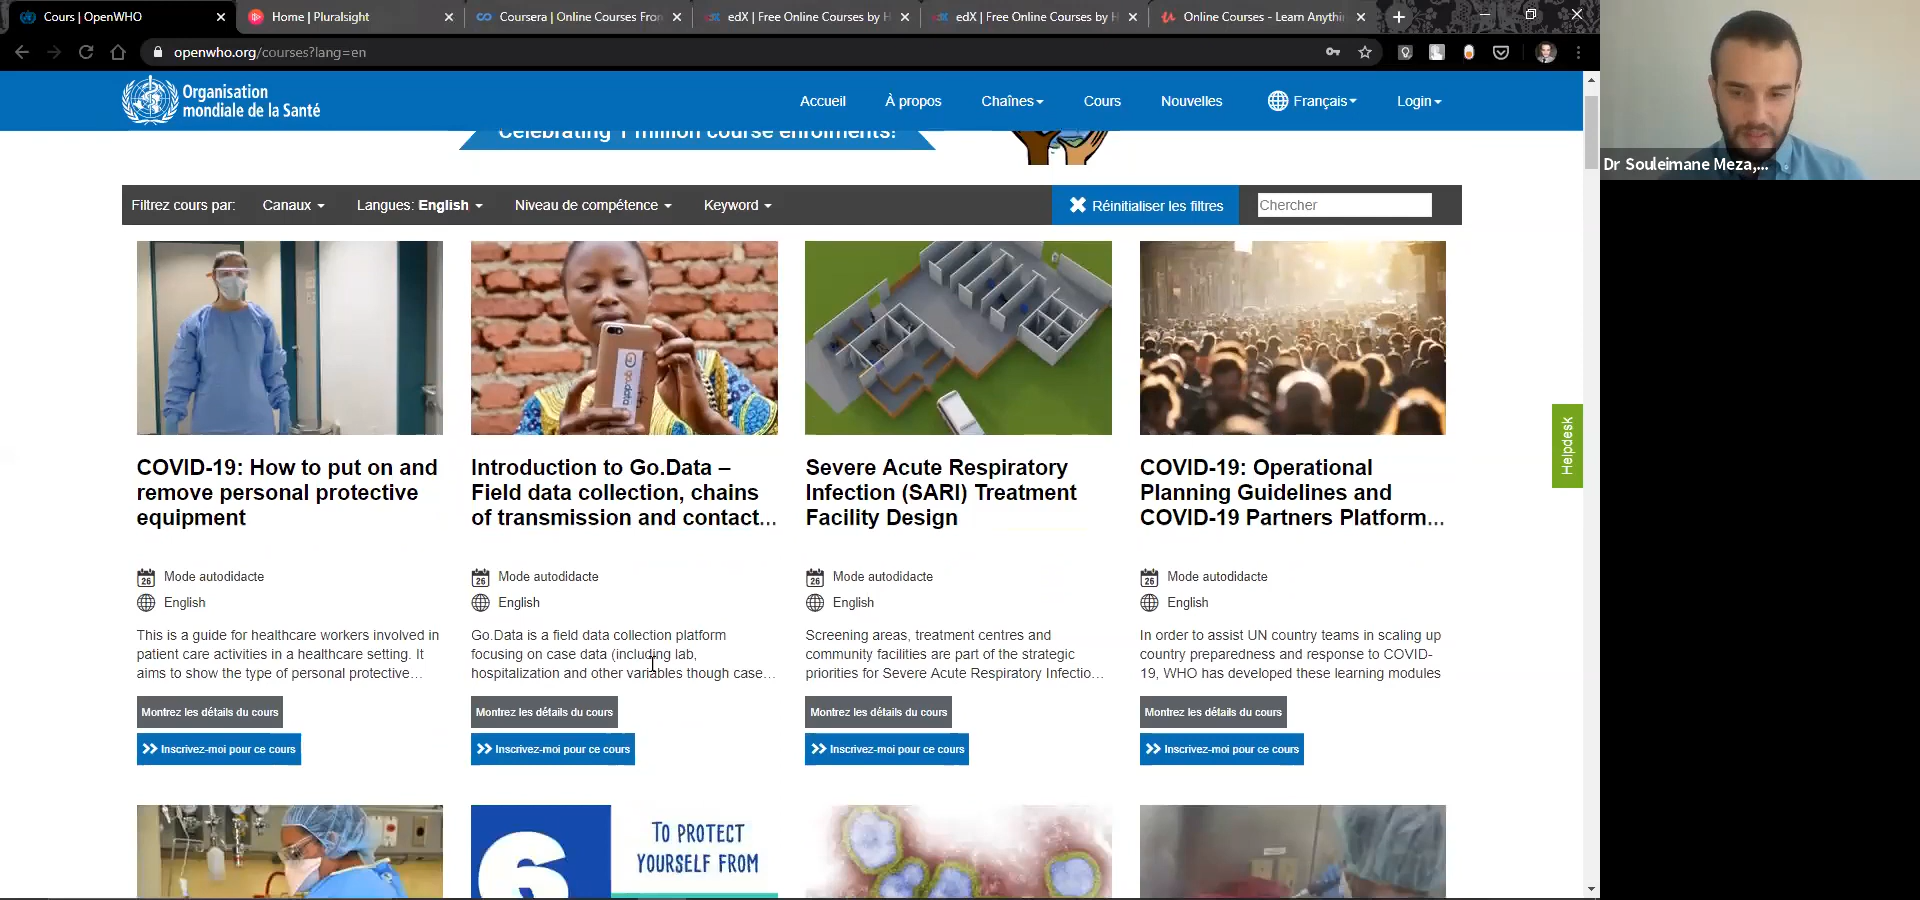 Cours | OpenWHO
Home | Pluralsight
Coursera | Online Courses From
edX | Free Online Courses by H
edX | Free Online Courses by H
Online Courses - Learn Anythi
openwho.org/courses?lang=en
Organisation
mondiale de la Santé
Accueil
À propos
Chaînes
Cours
Nouvelles
Français
Login
Celebrating 1 million course enrolments!
Filtrez cours par:
Canaux
Langues: English
Niveau de compétence
Keyword
Réinitialiser les filtres
Chercher
go.data
COVID-19: How to put on and
remove personal protective
equipment
Mode autodidacte
English
This is a guide for healthcare workers involved in
patient care activities in a healthcare setting. It
aims to show the type of personal protective…
Montrez les détails du cours
Inscrivez-moi pour ce cours
Introduction to Go.Data –
Field data collection, chains
of transmission and contact…
Mode autodidacte
English
Go.Data is a field data collection platform
focusing on case data (including lab,
hospitalization and other variables though case…
Montrez les détails du cours
Inscrivez-moi pour ce cours
Severe Acute Respiratory
Infection (SARI) Treatment
Facility Design
Mode autodidacte
English
Screening areas, treatment centres and
community facilities are part of the strategic
priorities for Severe Acute Respiratory Infectio…
Montrez les détails du cours
Inscrivez-moi pour ce cours
COVID-19: Operational
Planning Guidelines and
COVID-19 Partners Platform…
Mode autodidacte
English
In order to assist UN country teams in scaling up
country preparedness and response to COVID-
19, WHO has developed these learning modules
Montrez les détails du cours
Inscrivez-moi pour ce cours
6
TO PROTECT
YOURSELF FROM
Helpdesk
Dr Souleimane Meza,...